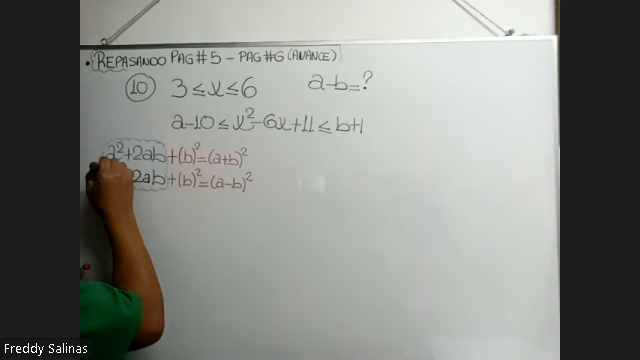 • REPASANDO PAG#5 - PAG#6 (AVANCE)
10 3 ≤ x ≤ 6 a-b=?
a-10 ≤ x²-6x+11 ≤ b+1
a²+2ab+(b)²=(a+b)²
2ab+(b)²=(a-b)²
Freddy Salinas